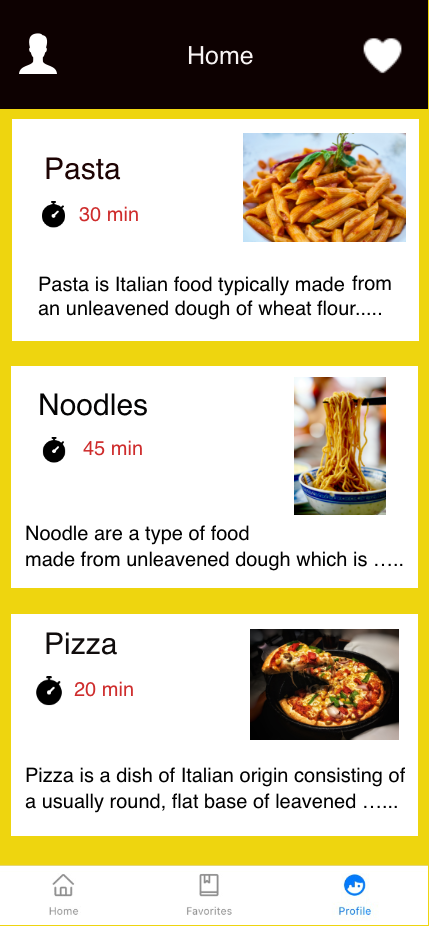 Home
Pasta
30 min
Pasta is Italian food typically made from
an unleavened dough of wheat flour.....
Noodles
45 min
Noodle are a type of food
made from unleavened dough which is …..
Pizza
20 min
Pizza is a dish of Italian origin consisting of
a usually round, flat base of leavened …...
Home Favorites Profile